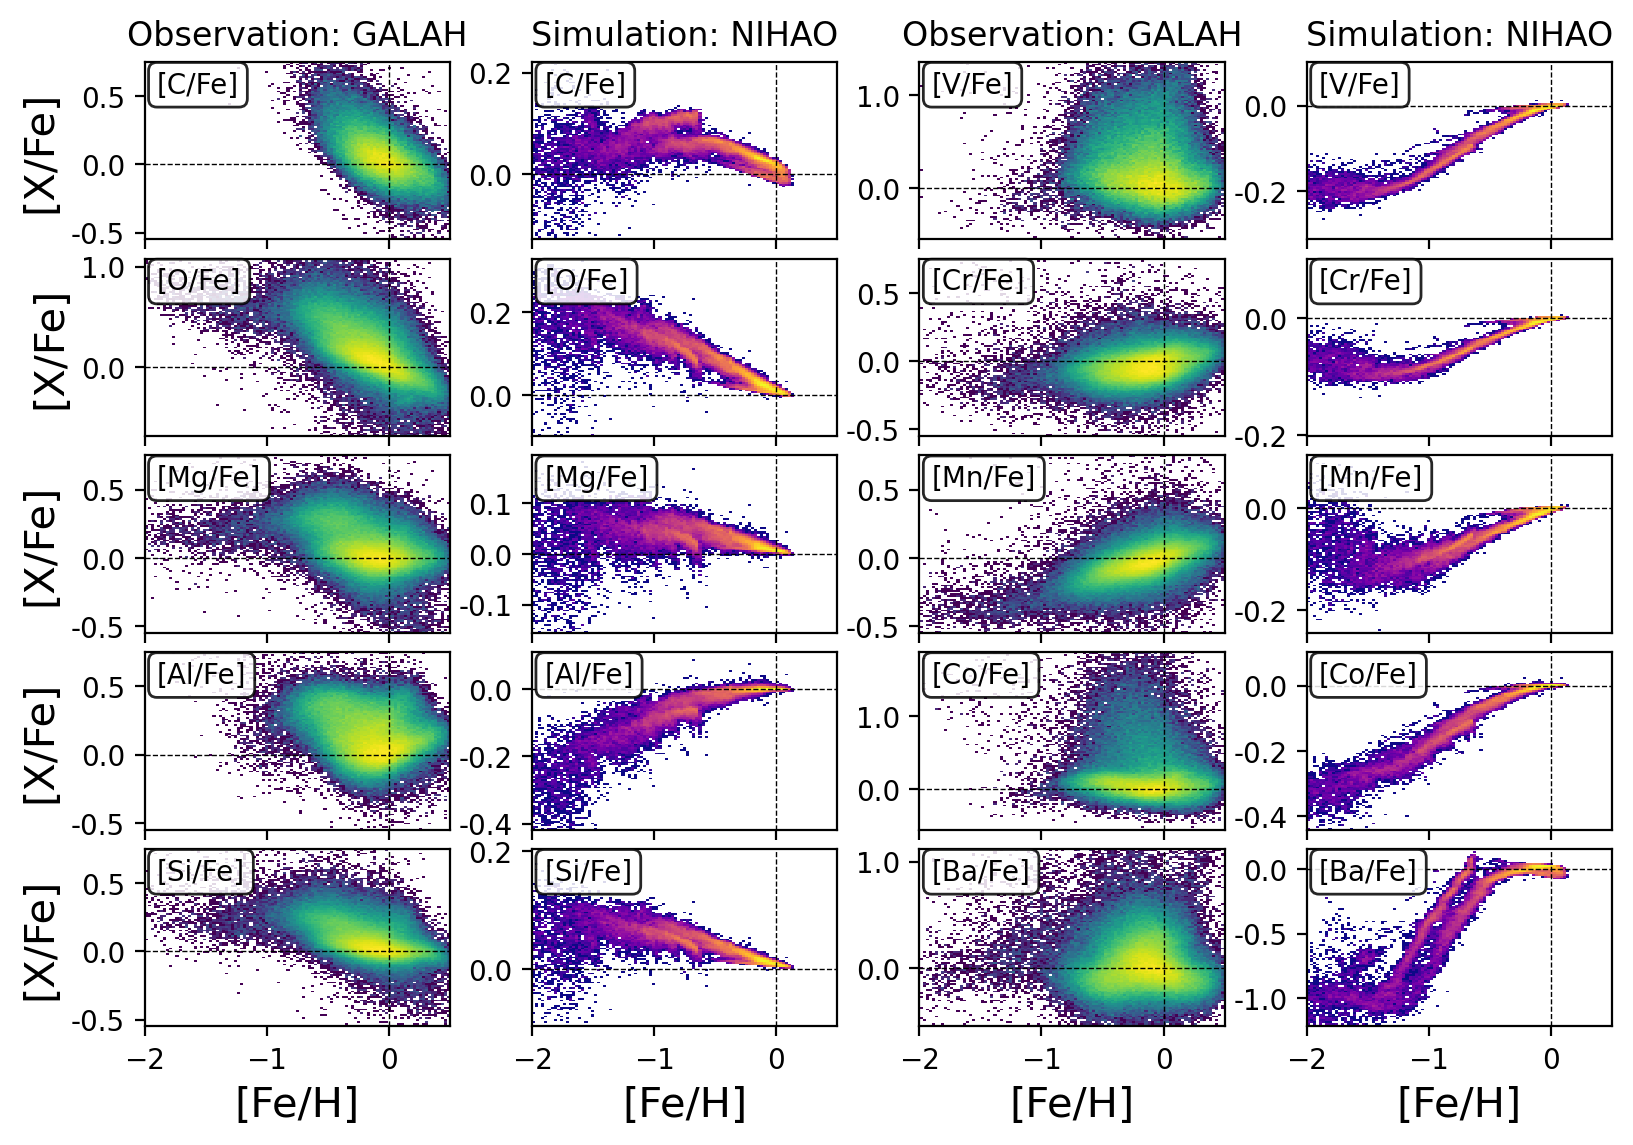 Observation: GALAH Simulation: NIHAO Observation: GALAH Simulation: NIHAO
[X/Fe] 0.5 0.0 -0.5 [C/Fe] 0.2 0.0 [C/Fe] 1.0 0.0 [V/Fe] 0.0 -0.2 [V/Fe]
[X/Fe] 1.0 0.0 [O/Fe] 0.2 0.0 [O/Fe] 0.5 0.0 -0.5 [Cr/Fe] 0.0 -0.2 [Cr/Fe]
[X/Fe] 0.5 0.0 -0.5 [Mg/Fe] 0.1 0.0 -0.1 [Mg/Fe] 0.5 0.0 -0.5 [Mn/Fe] 0.0 -0.2 [Mn/Fe]
[X/Fe] 0.5 0.0 -0.5 [Al/Fe] 0.0 -0.2 -0.4 [Al/Fe] 1.0 0.0 [Co/Fe] 0.0 -0.2 -0.4 [Co/Fe]
[X/Fe] 0.5 0.0 -0.5 [Si/Fe] 0.2 0.0 [Si/Fe] 1.0 0.0 [Ba/Fe] 0.0 -0.5 -1.0 [Ba/Fe]
−2 −1 0 −2 −1 0 −2 −1 0 −2 −1 0
[Fe/H] [Fe/H] [Fe/H] [Fe/H]